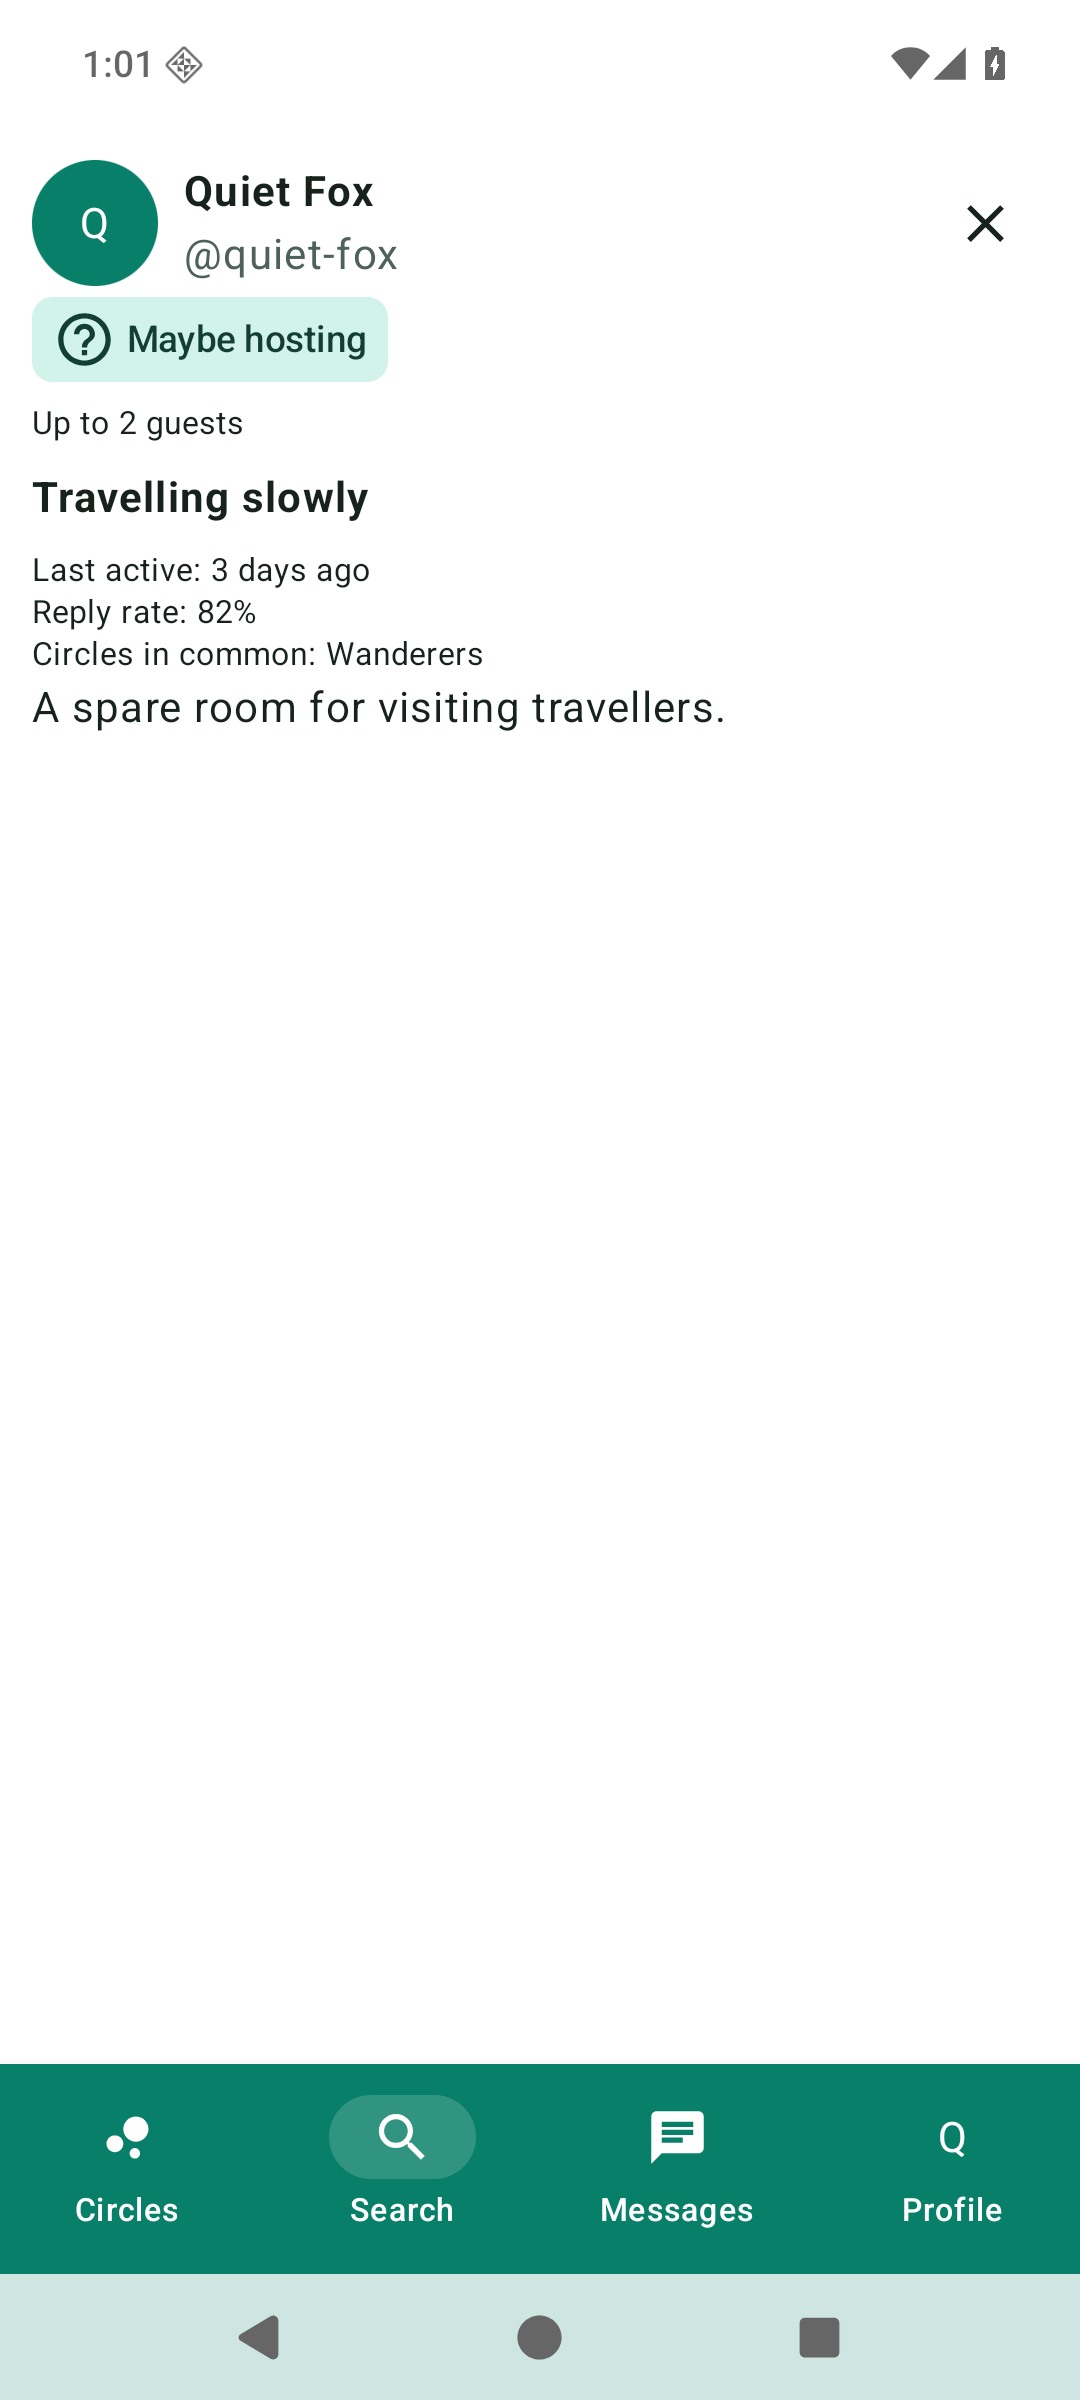 1:01
Q
Quiet Fox
@quiet-fox
Maybe hosting
Up to 2 guests
Travelling slowly
Last active: 3 days ago
Reply rate: 82%
Circles in common: Wanderers
A spare room for visiting travellers.
Q
Circles
Search
Messages
Profile